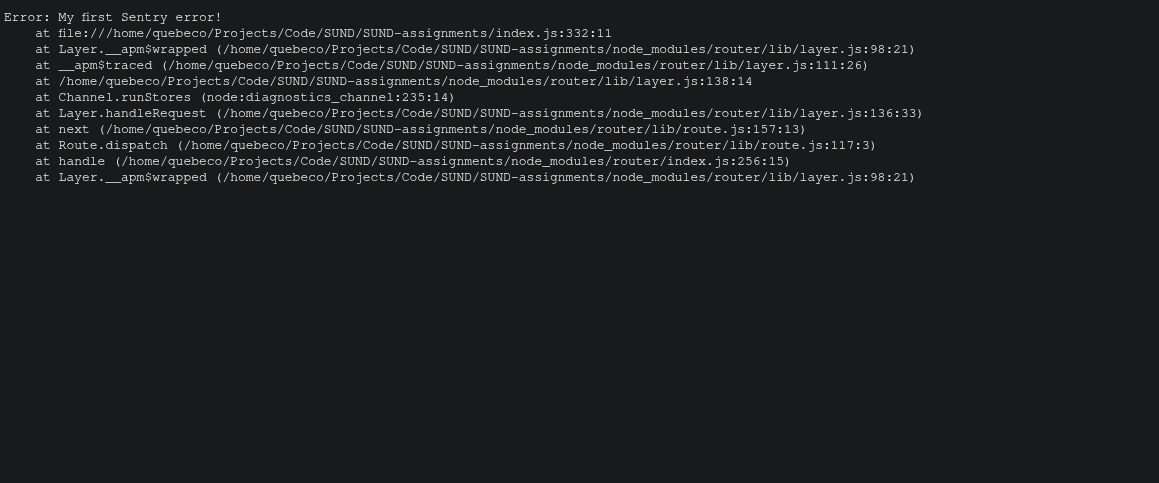 Error: My first Sentry error!
at file:///home/quebeco/Projects/Code/SUND/SUND-assignments/index.js:332:11
at Layer.__apm$wrapped (/home/quebeco/Projects/Code/SUND/SUND-assignments/node_modules/router/lib/layer.js:98:21)
at __apm$traced (/home/quebeco/Projects/Code/SUND/SUND-assignments/node_modules/router/lib/layer.js:111:26)
at /home/quebeco/Projects/Code/SUND/SUND-assignments/node_modules/router/lib/layer.js:138:14
at Channel.runStores (node:diagnostics_channel:235:14)
at Layer.handleRequest (/home/quebeco/Projects/Code/SUND/SUND-assignments/node_modules/router/lib/layer.js:136:33)
at next (/home/quebeco/Projects/Code/SUND/SUND-assignments/node_modules/router/lib/route.js:157:13)
at Route.dispatch (/home/quebeco/Projects/Code/SUND/SUND-assignments/node_modules/router/lib/route.js:117:3)
at handle (/home/quebeco/Projects/Code/SUND/SUND-assignments/node_modules/router/index.js:256:15)
at Layer.__apm$wrapped (/home/quebeco/Projects/Code/SUND/SUND-assignments/node_modules/router/lib/layer.js:98:21)